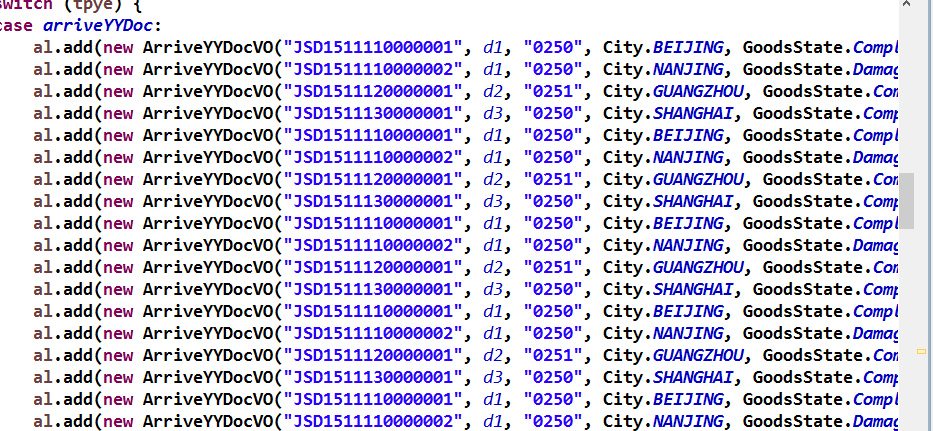 switch (tpye) {
case arriveYYDoc:
al.add(new ArriveYYDocVO("JSD1511110000001", d1, "0250", City.BEIJING, GoodsState.Compl
al.add(new ArriveYYDocVO("JSD1511110000002", d1, "0250", City.NANJING, GoodsState.Damag
al.add(new ArriveYYDocVO("JSD1511120000001", d2, "0251", City.GUANGZHOU, GoodsState.Com
al.add(new ArriveYYDocVO("JSD1511130000001", d3, "0250", City.SHANGHAI, GoodsState.Comp
al.add(new ArriveYYDocVO("JSD1511110000001", d1, "0250", City.BEIJING, GoodsState.Compl
al.add(new ArriveYYDocVO("JSD1511110000002", d1, "0250", City.NANJING, GoodsState.Damag
al.add(new ArriveYYDocVO("JSD1511120000001", d2, "0251", City.GUANGZHOU, GoodsState.Com
al.add(new ArriveYYDocVO("JSD1511130000001", d3, "0250", City.SHANGHAI, GoodsState.Comp
al.add(new ArriveYYDocVO("JSD1511110000001", d1, "0250", City.BEIJING, GoodsState.Compl
al.add(new ArriveYYDocVO("JSD1511110000002", d1, "0250", City.NANJING, GoodsState.Damag
al.add(new ArriveYYDocVO("JSD1511120000001", d2, "0251", City.GUANGZHOU, GoodsState.Com
al.add(new ArriveYYDocVO("JSD1511130000001", d3, "0250", City.SHANGHAI, GoodsState.Comp
al.add(new ArriveYYDocVO("JSD1511110000001", d1, "0250", City.BEIJING, GoodsState.Compl
al.add(new ArriveYYDocVO("JSD1511110000002", d1, "0250", City.NANJING, GoodsState.Damag
al.add(new ArriveYYDocVO("JSD1511120000001", d2, "0251", City.GUANGZHOU, GoodsState.Com
al.add(new ArriveYYDocVO("JSD1511130000001", d3, "0250", City.SHANGHAI, GoodsState.Comp
al.add(new ArriveYYDocVO("JSD1511110000001", d1, "0250", City.BEIJING, GoodsState.Compl
al.add(new ArriveYYDocVO("JSD1511110000002", d1, "0250", City.NANJING, GoodsState.Damag